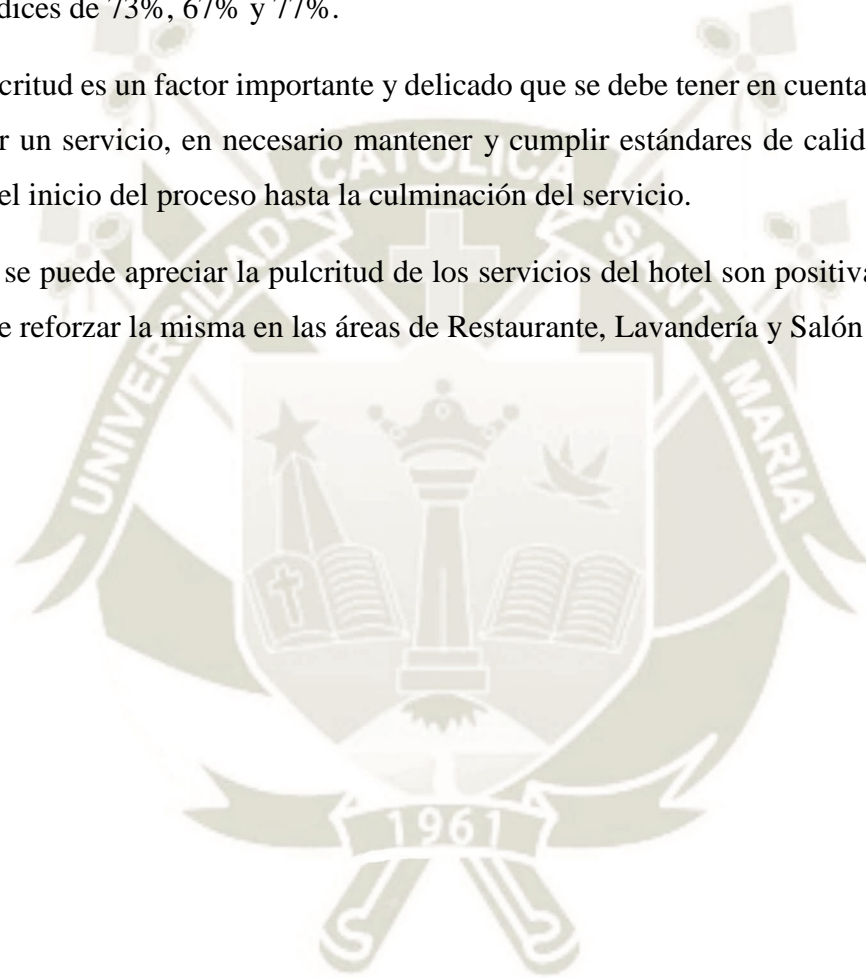 dices de 73%, 67% y 77%.
critud es un factor importante y delicado que se debe tener en cuenta
r un servicio, en necesario mantener y cumplir estándares de calid
el inicio del proceso hasta la culminación del servicio.
se puede apreciar la pulcritud de los servicios del hotel son positiva
e reforzar la misma en las áreas de Restaurante, Lavandería y Salón
UNIVERSIDAD CATOLICA SANTA MARIA
1961